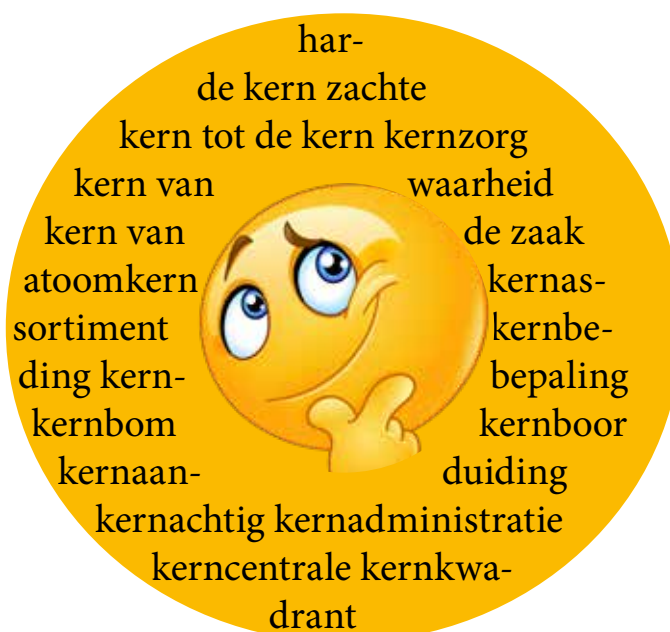 har-
de kern zachte
kern tot de kern kernzorg
kern van waarheid
kern van de zaak
atoomkern kernas-
sortiment kernbe-
ding kern- bepaling
kernbom kernboor
kernaan- duiding
kernachtig kernadministratie
kerncentrale kernkwa-
drant